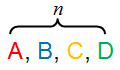 n
A, B, C, D